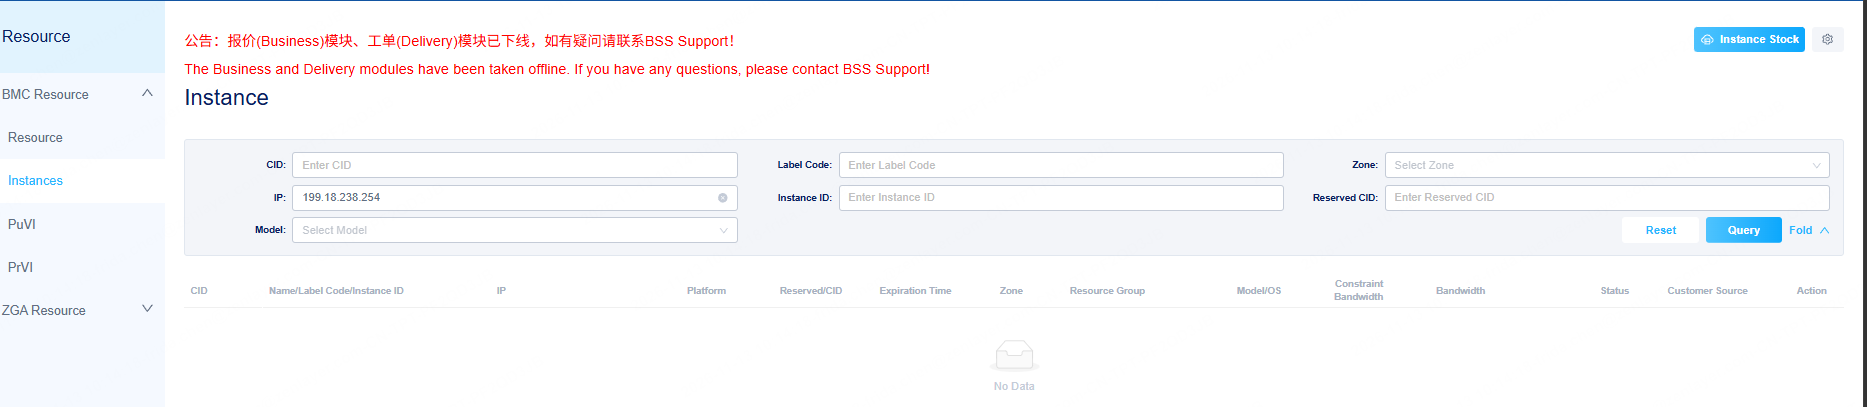 Resource
公告：报价(Business)模块、工单(Delivery)模块已下线，如有疑问请联系BSS Support！
Instance Stock
The Business and Delivery modules have been taken offline. If you have any questions, please contact BSS Support!
BMC Resource
Instance
Resource
CID: Enter CID
Label Code: Enter Label Code
Zone: Select Zone
Instances
IP: 199.18.238.254
Instance ID: Enter Instance ID
Reserved CID: Enter Reserved CID
PuVI
Model: Select Model
Reset
Query
Fold
PrVI
CID
Name/Label Code/Instance ID
IP
Platform
Reserved/CID
Expiration Time
Zone
Resource Group
Model/OS
Constraint
Bandwidth
Bandwidth
Status
Customer Source
Action
ZGA Resource
No Data